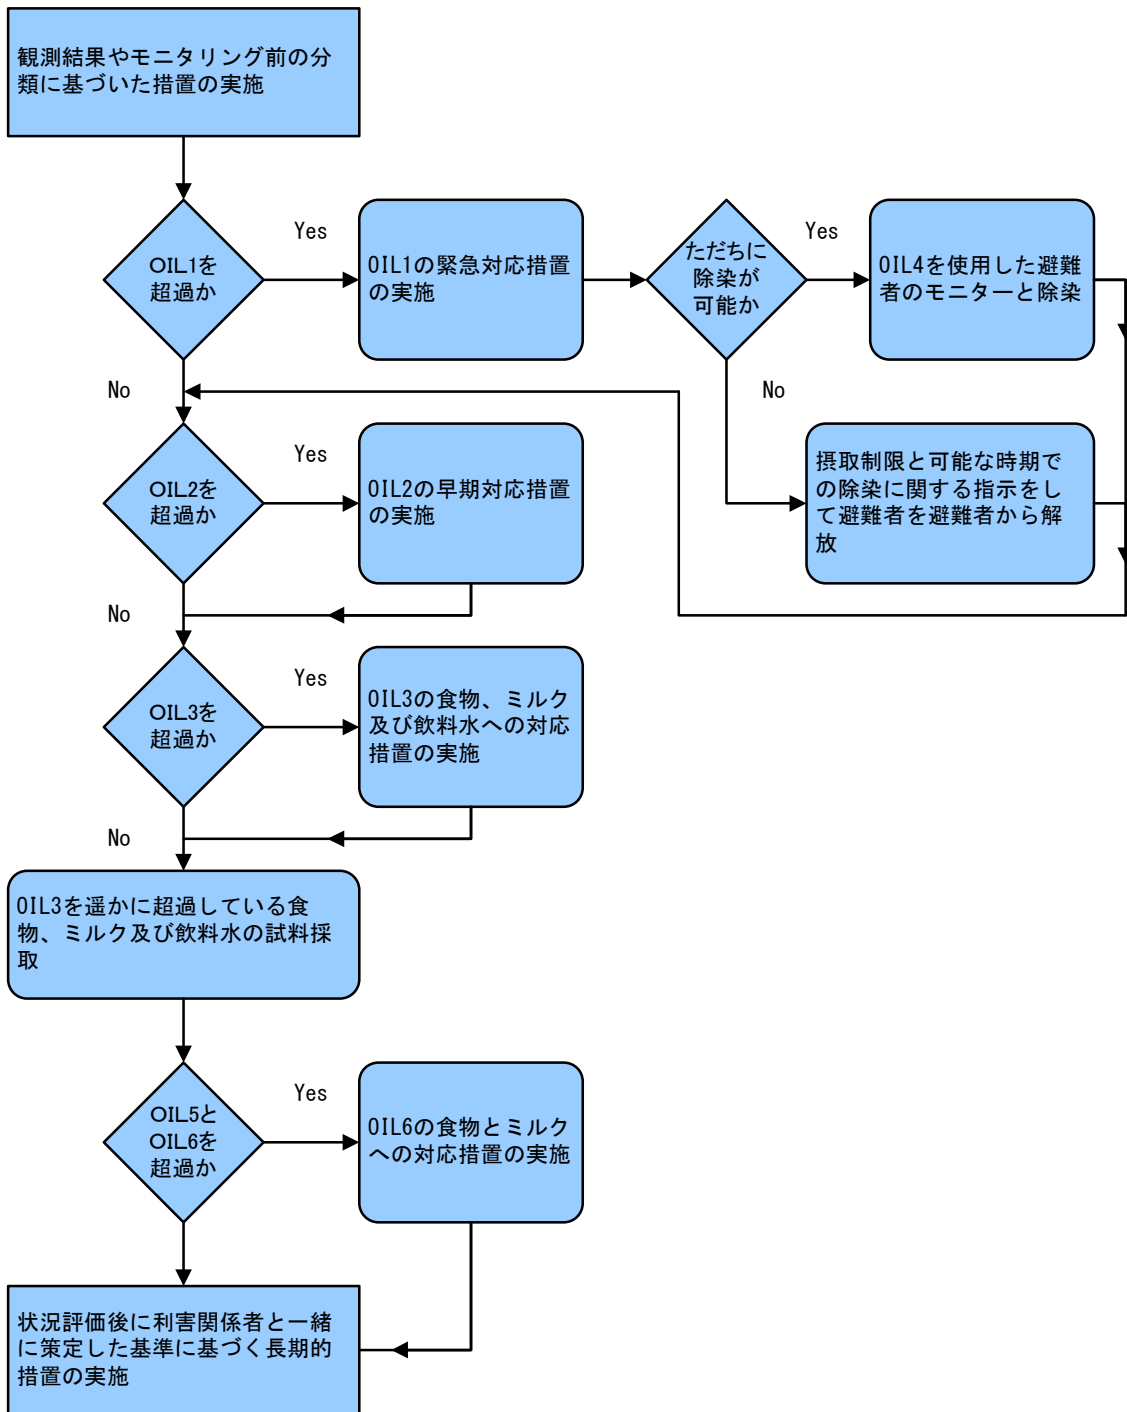 観測結果やモニタリング前の分
類に基づいた措置の実施
OIL1を
超過か
Yes
OIL1の緊急対応措置
の実施
ただちに
除染が
可能か
Yes
OIL4を使用した避難
者のモニターと除染
No
No
摂取制限と可能な時期で
の除染に関する指示をし
て避難者を避難者から解
放
OIL2を
超過か
Yes
OIL2の早期対応措置
の実施
No
OIL3を
超過か
Yes
OIL3の食物、ミルク
及び飲料水への対応
措置の実施
No
OIL3を遥かに超過している食
物、ミルク及び飲料水の試料採
取
OIL5と
OIL6を
超過か
Yes
OIL6の食物とミルク
への対応措置の実施
状況評価後に利害関係者と一緒
に策定した基準に基づく長期的
措置の実施